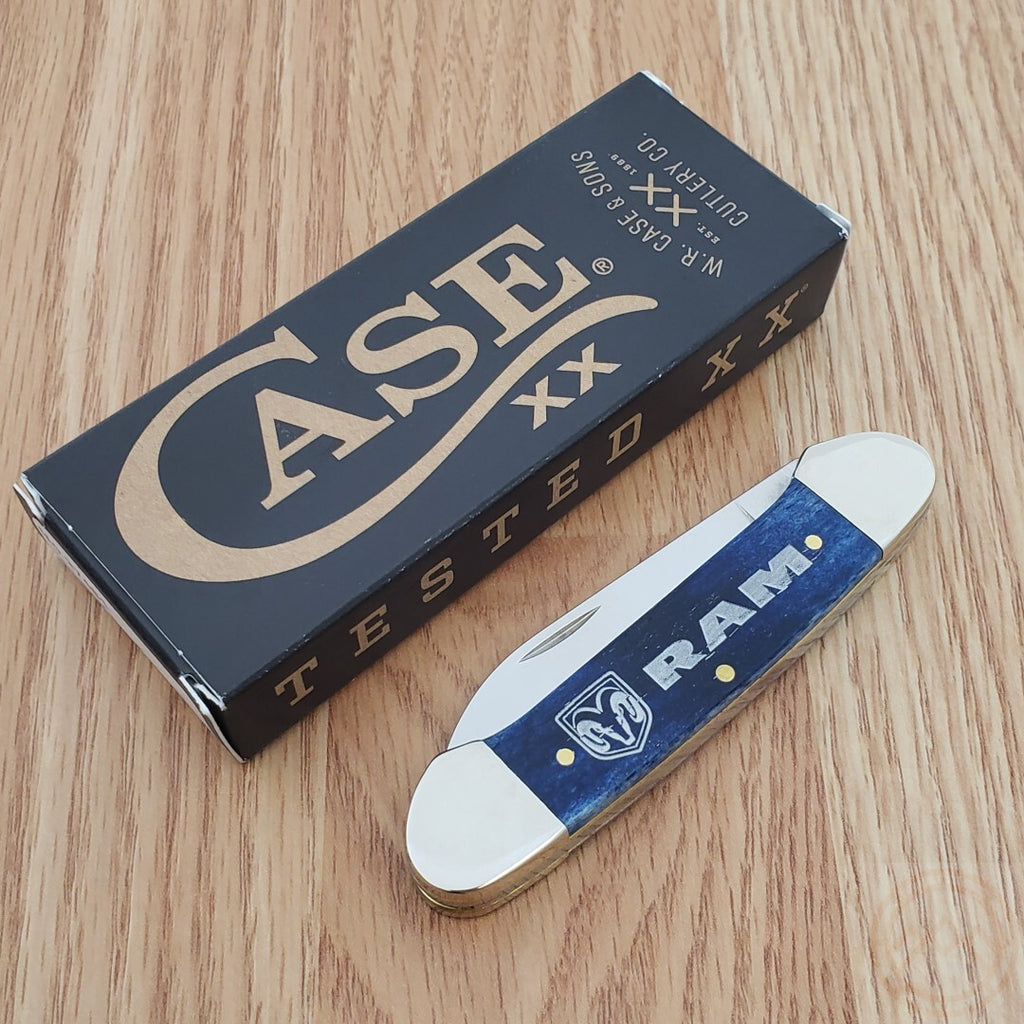 CASE®
XX
W.R. CASE & SONS
EST. XX 1889
CUTLERY CO.
TESTED XX®
RAM